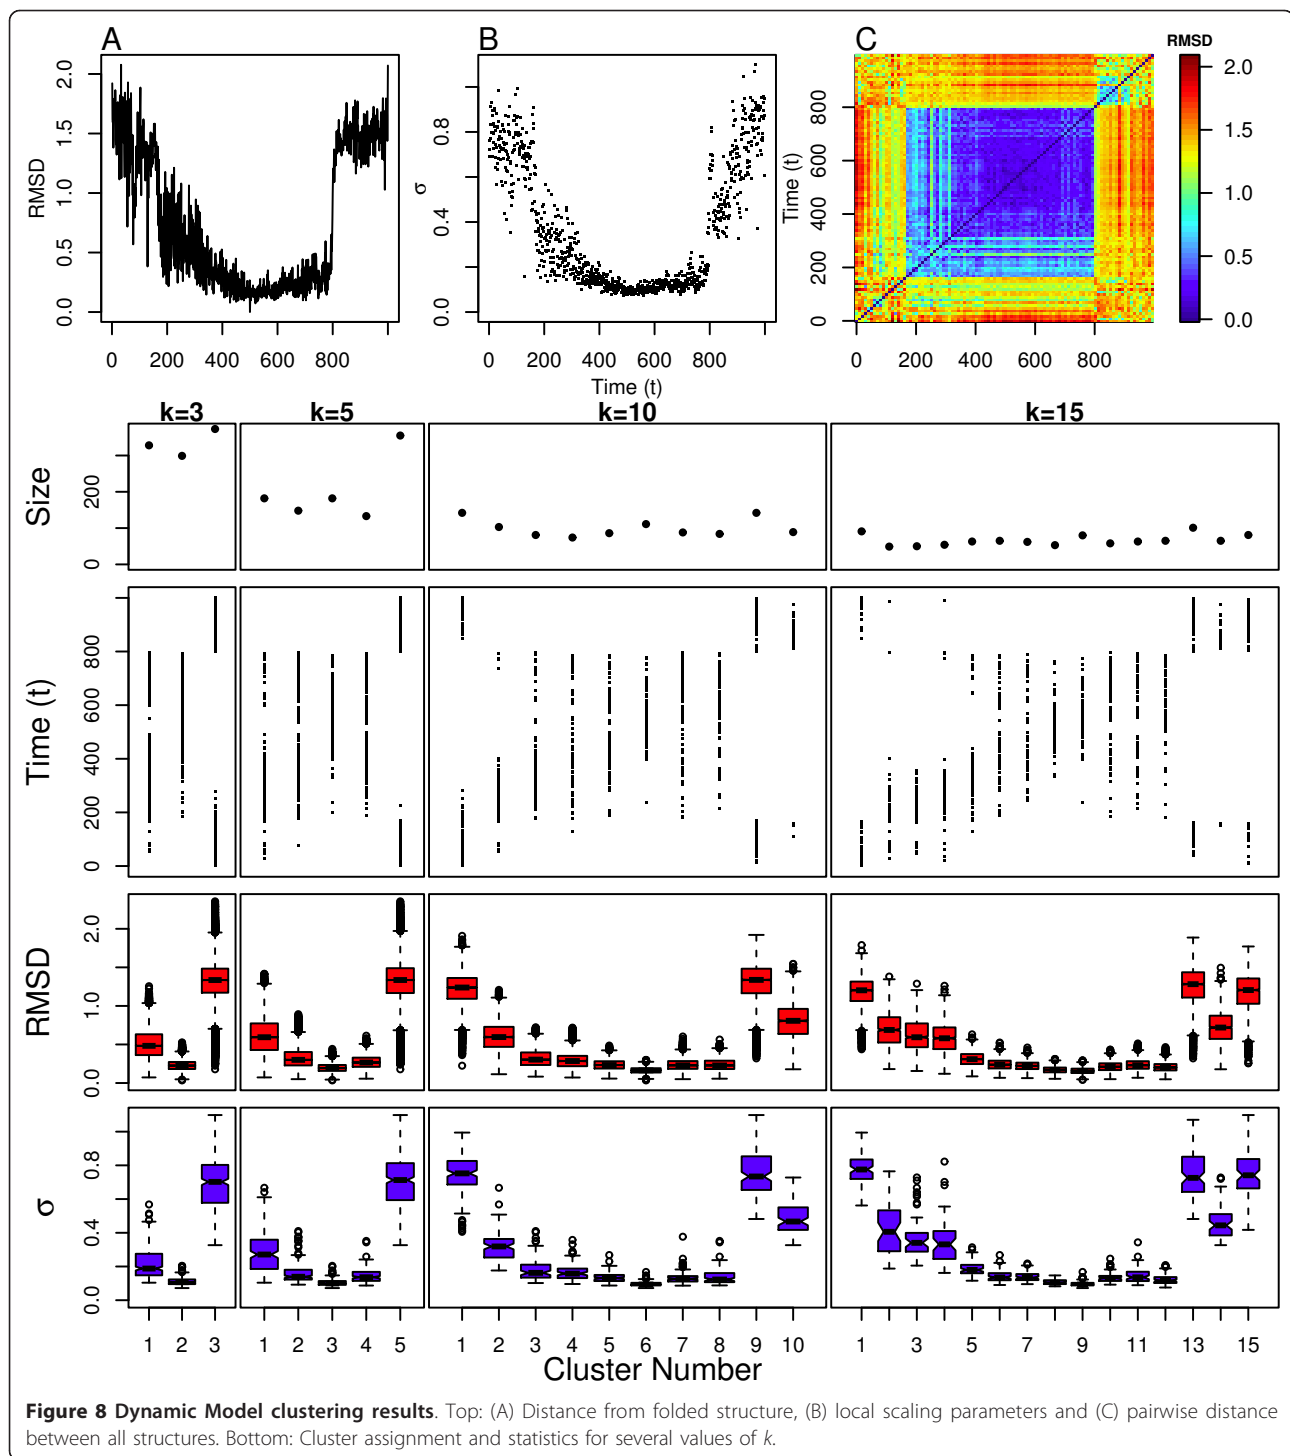 A
B
C
RMSD
RMSD
0.0 0.5 1.0 1.5 2.0
0 200 400 600 800
σ
0.0 0.4 0.8
0 200 400 600 800
Time (t)
Time (t)
0 200 400 600 800
0 200 400 600 800
2.0
1.5
1.0
0.5
0.0
k=3 k=5 k=10 k=15
Size
0 200
Time (t)
0 200 400 600 800
RMSD
0.0 1.0 2.0
σ
0.0 0.4 0.8
1 2 3 1 2 3 4 5 1 2 3 4 5 6 7 8 9 10 1 3 5 7 9 11 13 15
Cluster Number
Figure 8 Dynamic Model clustering results. Top: (A) Distance from folded structure, (B) local scaling parameters and (C) pairwise distance
between all structures. Bottom: Cluster assignment and statistics for several values of k.